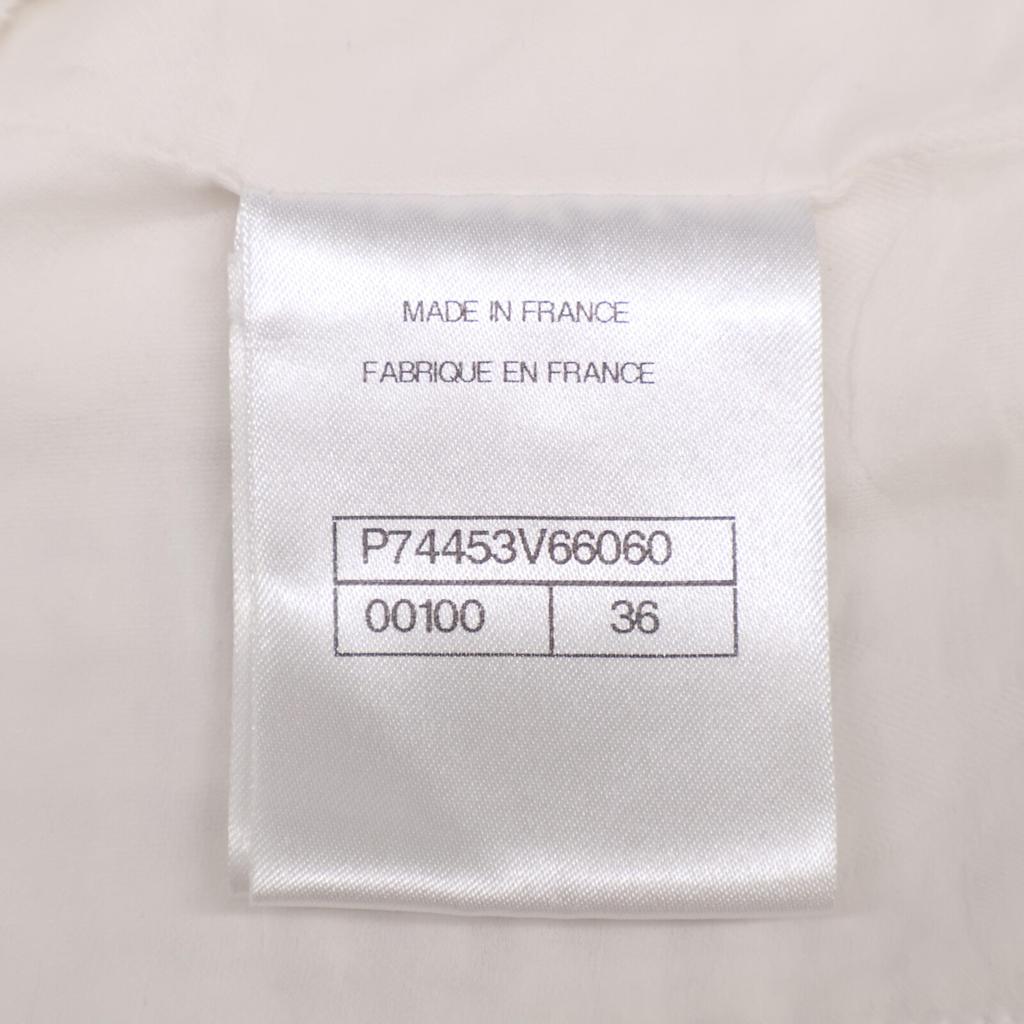 MADE IN FRANCE
FABRIQUE EN FRANCE
P74453V66060
00100 36